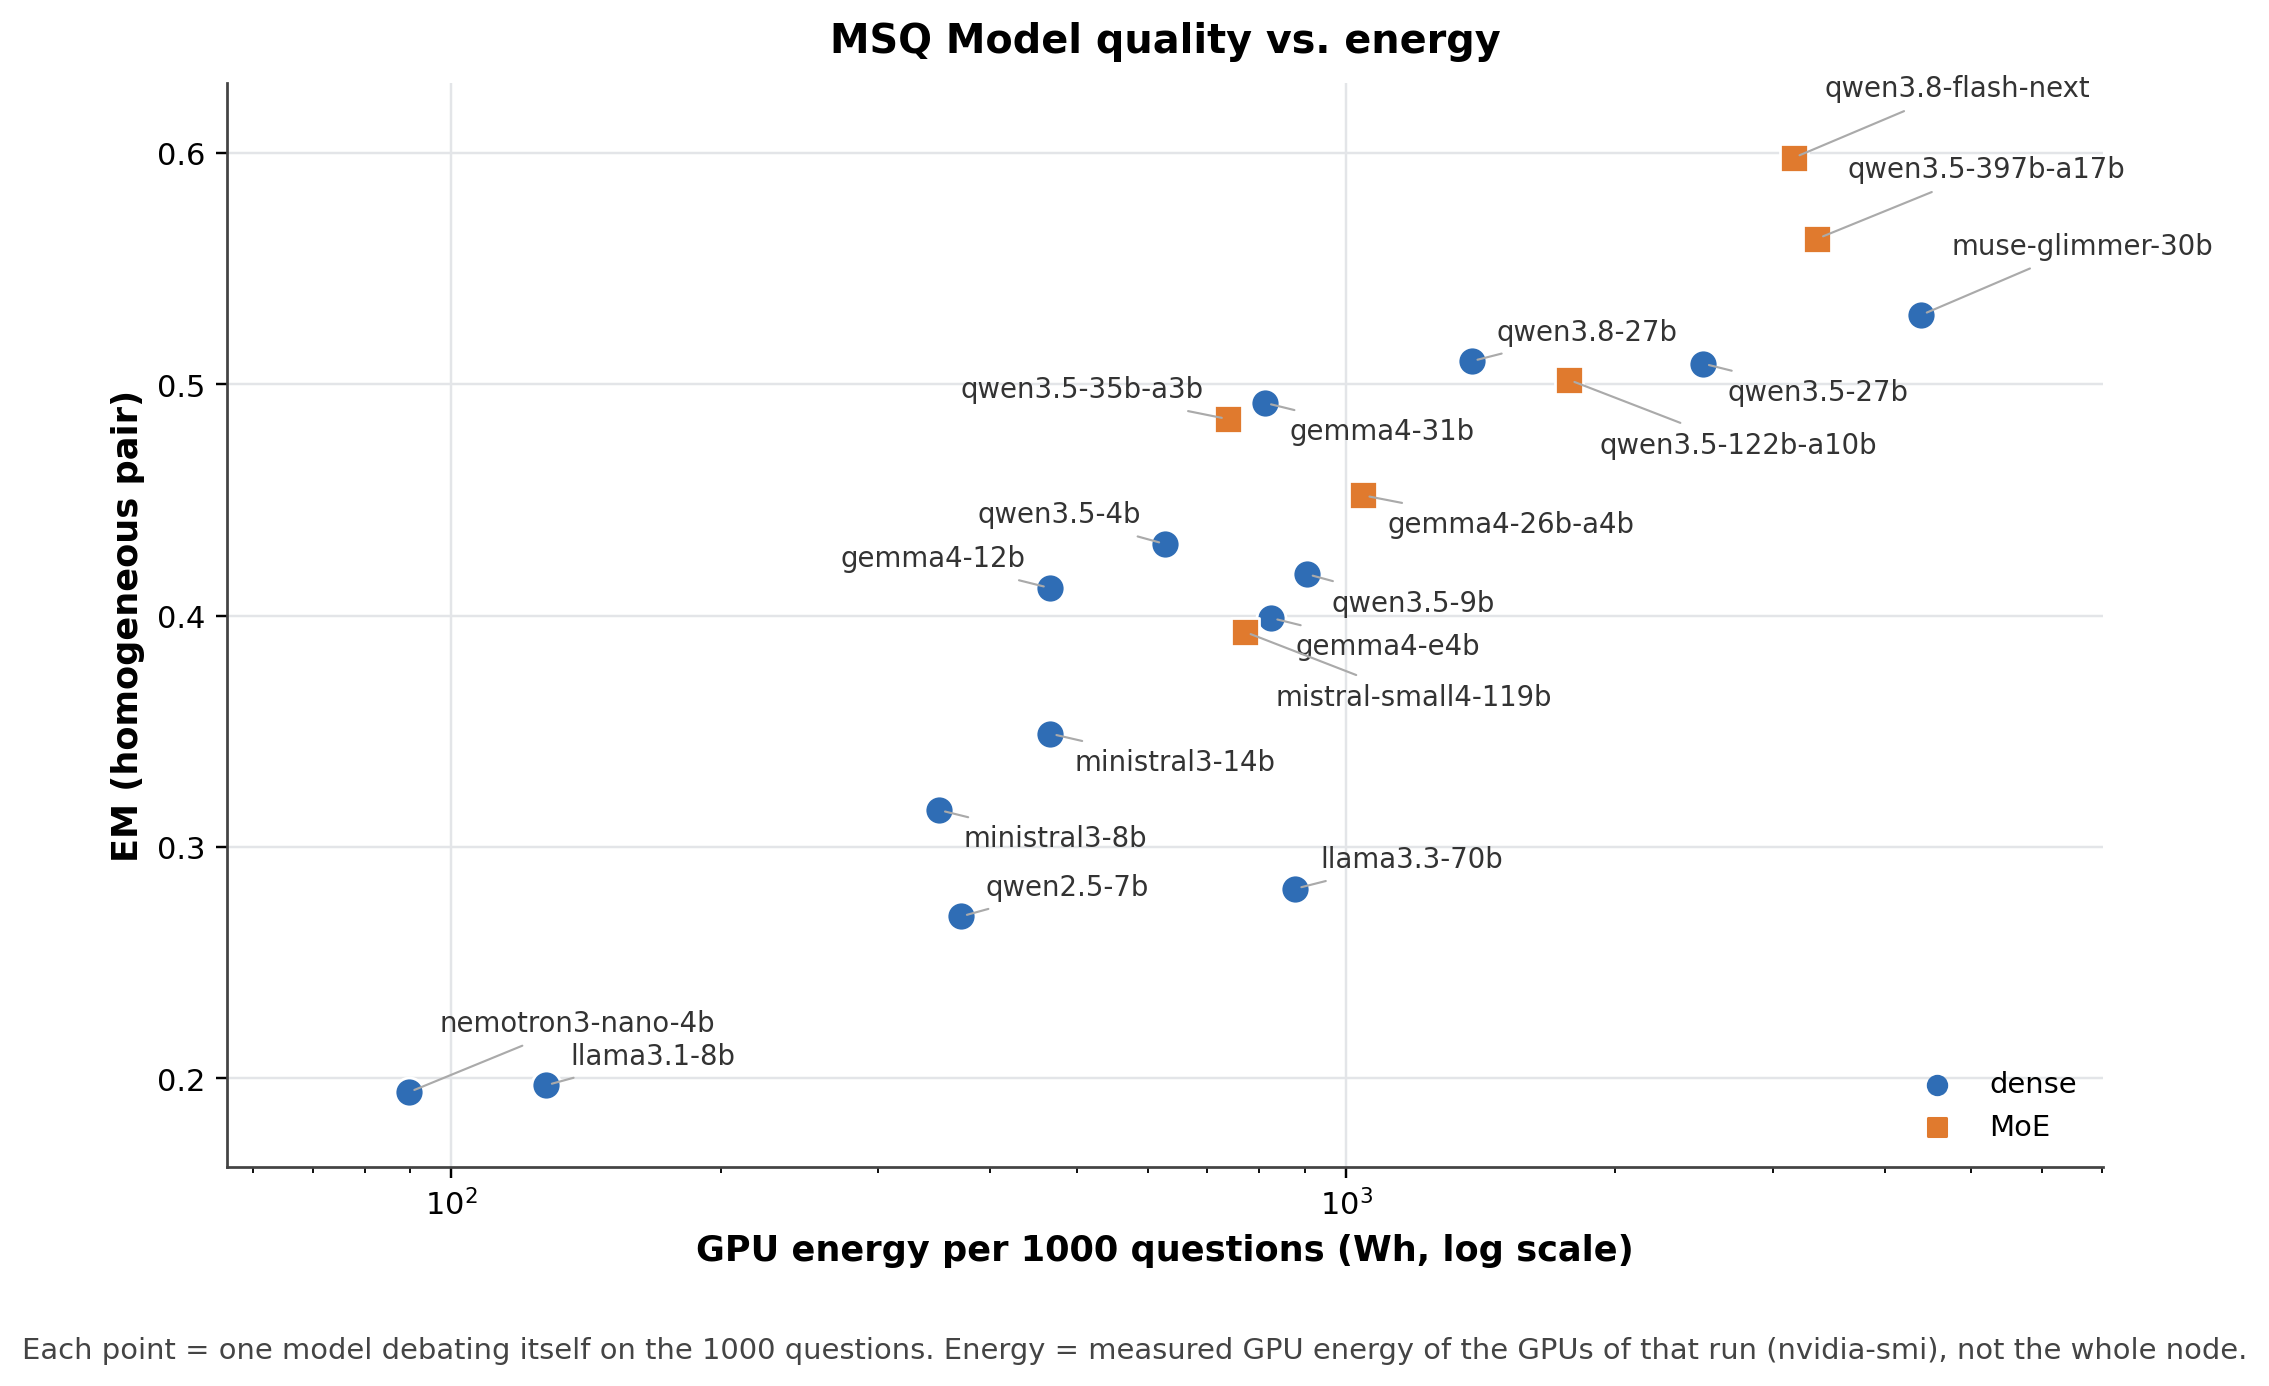 MSQ Model quality vs. energy
qwen3.8-flash-next
0.6
qwen3.5-397b-a17b
muse-glimmer-30b
qwen3.8-27b
0.5
qwen3.5-35b-a3b
qwen3.5-27b
gemma4-31b
qwen3.5-122b-a10b
qwen3.5-4b
gemma4-26b-a4b
gemma4-12b
qwen3.5-9b
0.4
gemma4-e4b
mistral-small4-119b
EM (homogeneous pair)
ministral3-14b
ministral3-8b
0.3
llama3.3-70b
qwen2.5-7b
nemotron3-nano-4b
llama3.1-8b
0.2
dense
MoE
10²
10³
GPU energy per 1000 questions (Wh, log scale)
Each point = one model debating itself on the 1000 questions. Energy = measured GPU energy of the GPUs of that run (nvidia-smi), not the whole node.